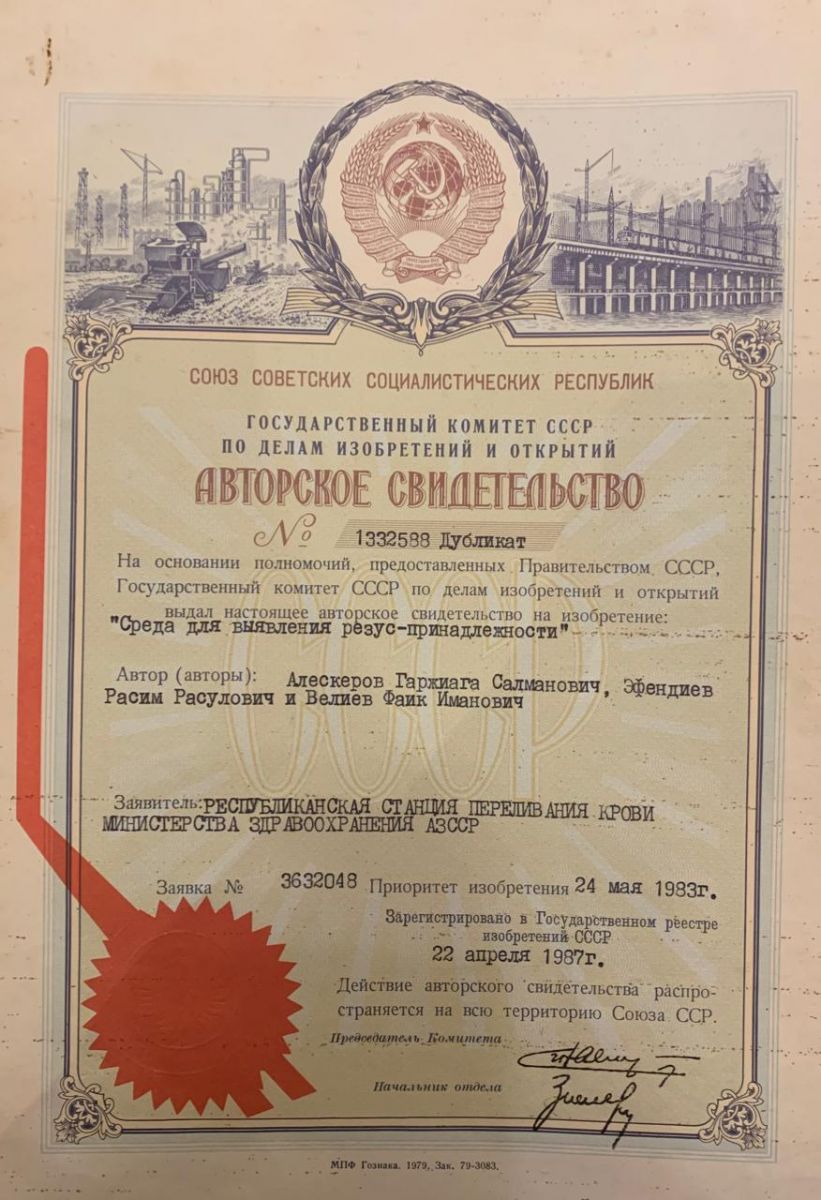 СОЮЗ СОВЕТСКИХ СОЦИАЛИСТИЧЕСКИХ РЕСПУБЛИК
ГОСУДАРСТВЕННЫЙ КОМИТЕТ СССР
ПО ДЕЛАМ ИЗОБРЕТЕНИЙ И ОТКРЫТИЙ
АВТОРСКОЕ СВИДЕТЕЛЬСТВО
№ 1332588 Дубликат
На основании полномочий, предоставленных Правительством СССР,
Государственный комитет СССР по делам изобретений и открытий
выдал настоящее авторское свидетельство на изобретение:
"Среда для выявления резус-принадлежности"
Автор (авторы): Алескеров Гаржиага Салманович, Эфендиев
Расим Расулович и Велиев Фаик Иманович
СССР
Заявитель: РЕСПУБЛИКАНСКАЯ СТАНЦИЯ ПЕРЕЛИВАНИЯ КРОВИ
МИНИСТЕРСТВА ЗДРАВООХРАНЕНИЯ АЗССР
Заявка № 3632048 Приоритет изобретения 24 мая 1983г.
Зарегистрировано в Государственном реестре
изобретений СССР
22 апреля 1987г.
Действие авторского свидетельства распро-
страняется на всю территорию Союза ССР.
Председатель Комитета
Начальник отдела
МПФ Гознака. 1979, Зак. 79-3083.